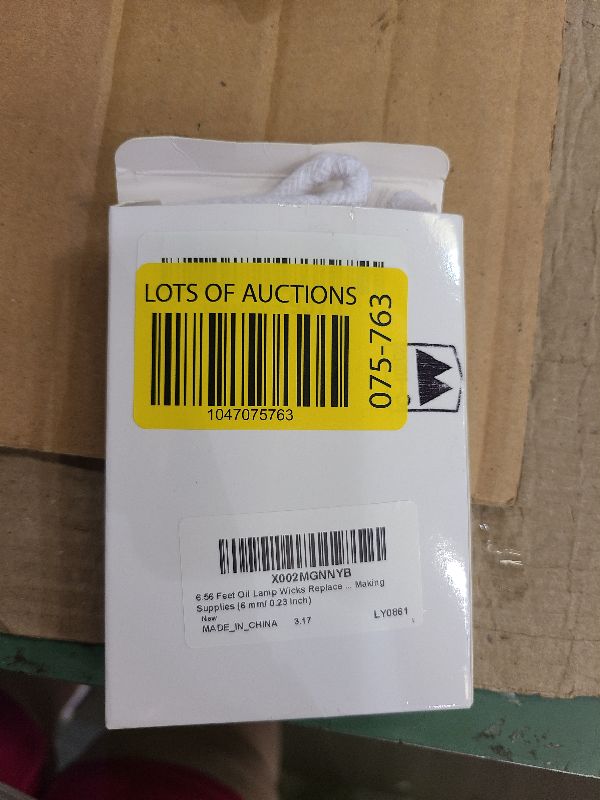 LOTS OF AUCTIONS
075-763
1047075763
X002MGNNYB
6.56 Feet Oil Lamp Wicks Replace ... Making
Supplies (6 mm/ 0.23 Inch)
New
MADE_IN_CHINA 3.17 LY0861